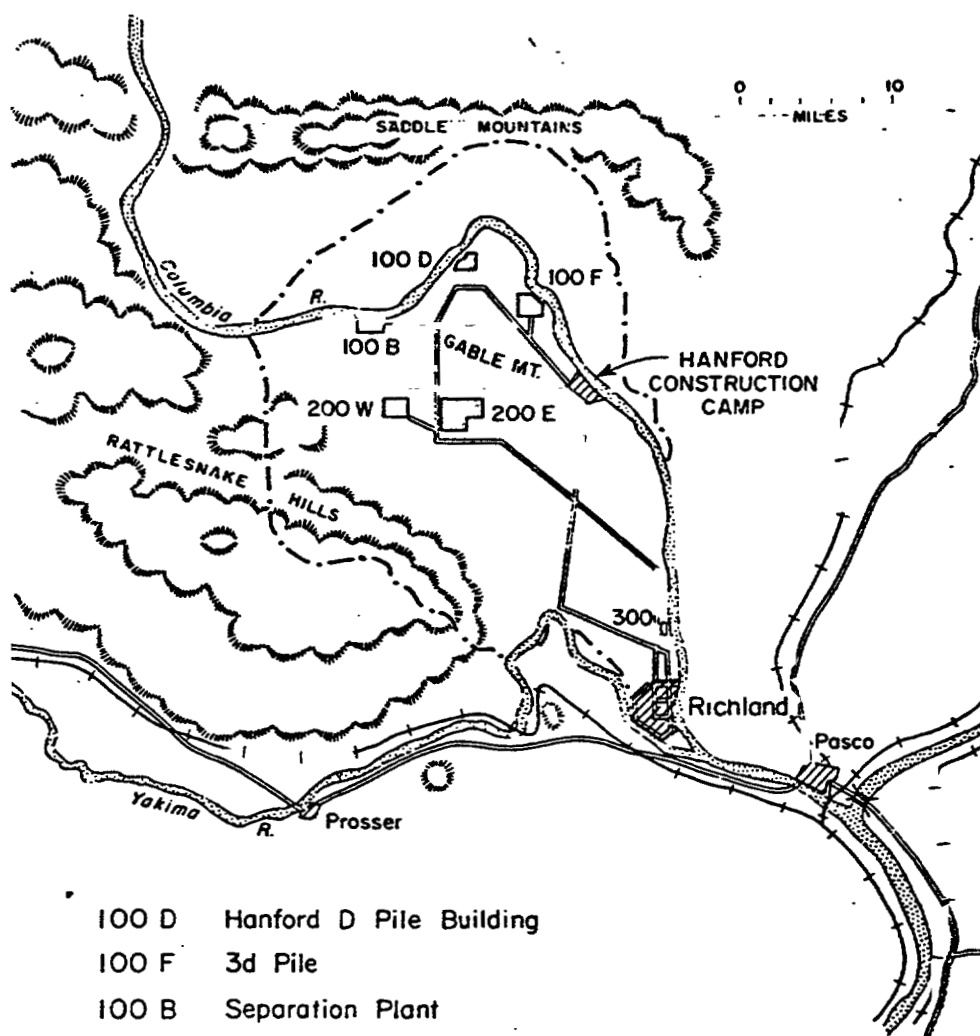 0 10
MILES
SADDLE MOUNTAINS
100 D
100 F
Columbia R.
100 B
GABLE MT.
HANFORD
CONSTRUCTION
CAMP
200 W
200 E
RATTLESNAKE HILLS
300
Richland
Pasco
Yakima R.
Prosser
100 D Hanford D Pile Building
100 F 3d Pile
100 B Separation Plant